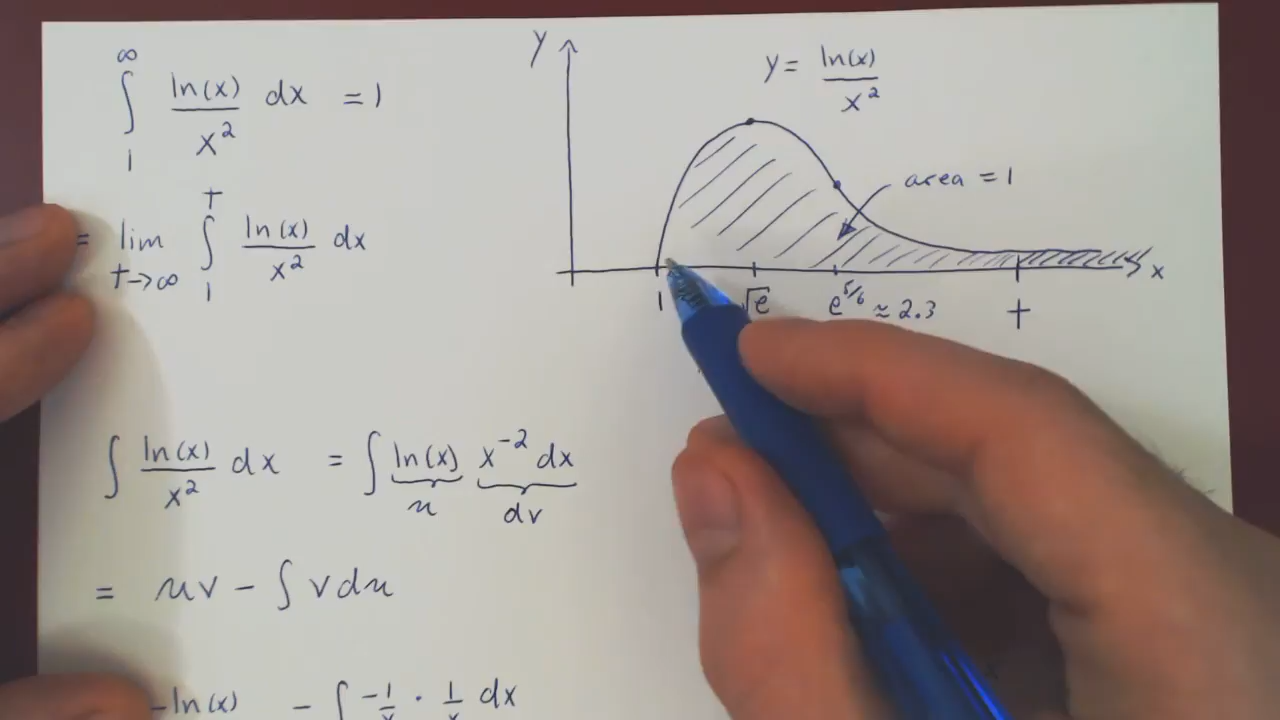 ∫₁^∞ ln(x)/x² dx = 1
= lim t→∞ ∫₁^t ln(x)/x² dx
y
y = ln(x)/x²
area = 1
x
1 √e e^5/6 ≈ 2.3 t
∫ ln(x)/x² dx = ∫ ln(x) x⁻² dx
u dv
= uv - ∫ v du
-ln(x) - ∫ -1/x · 1/x dx